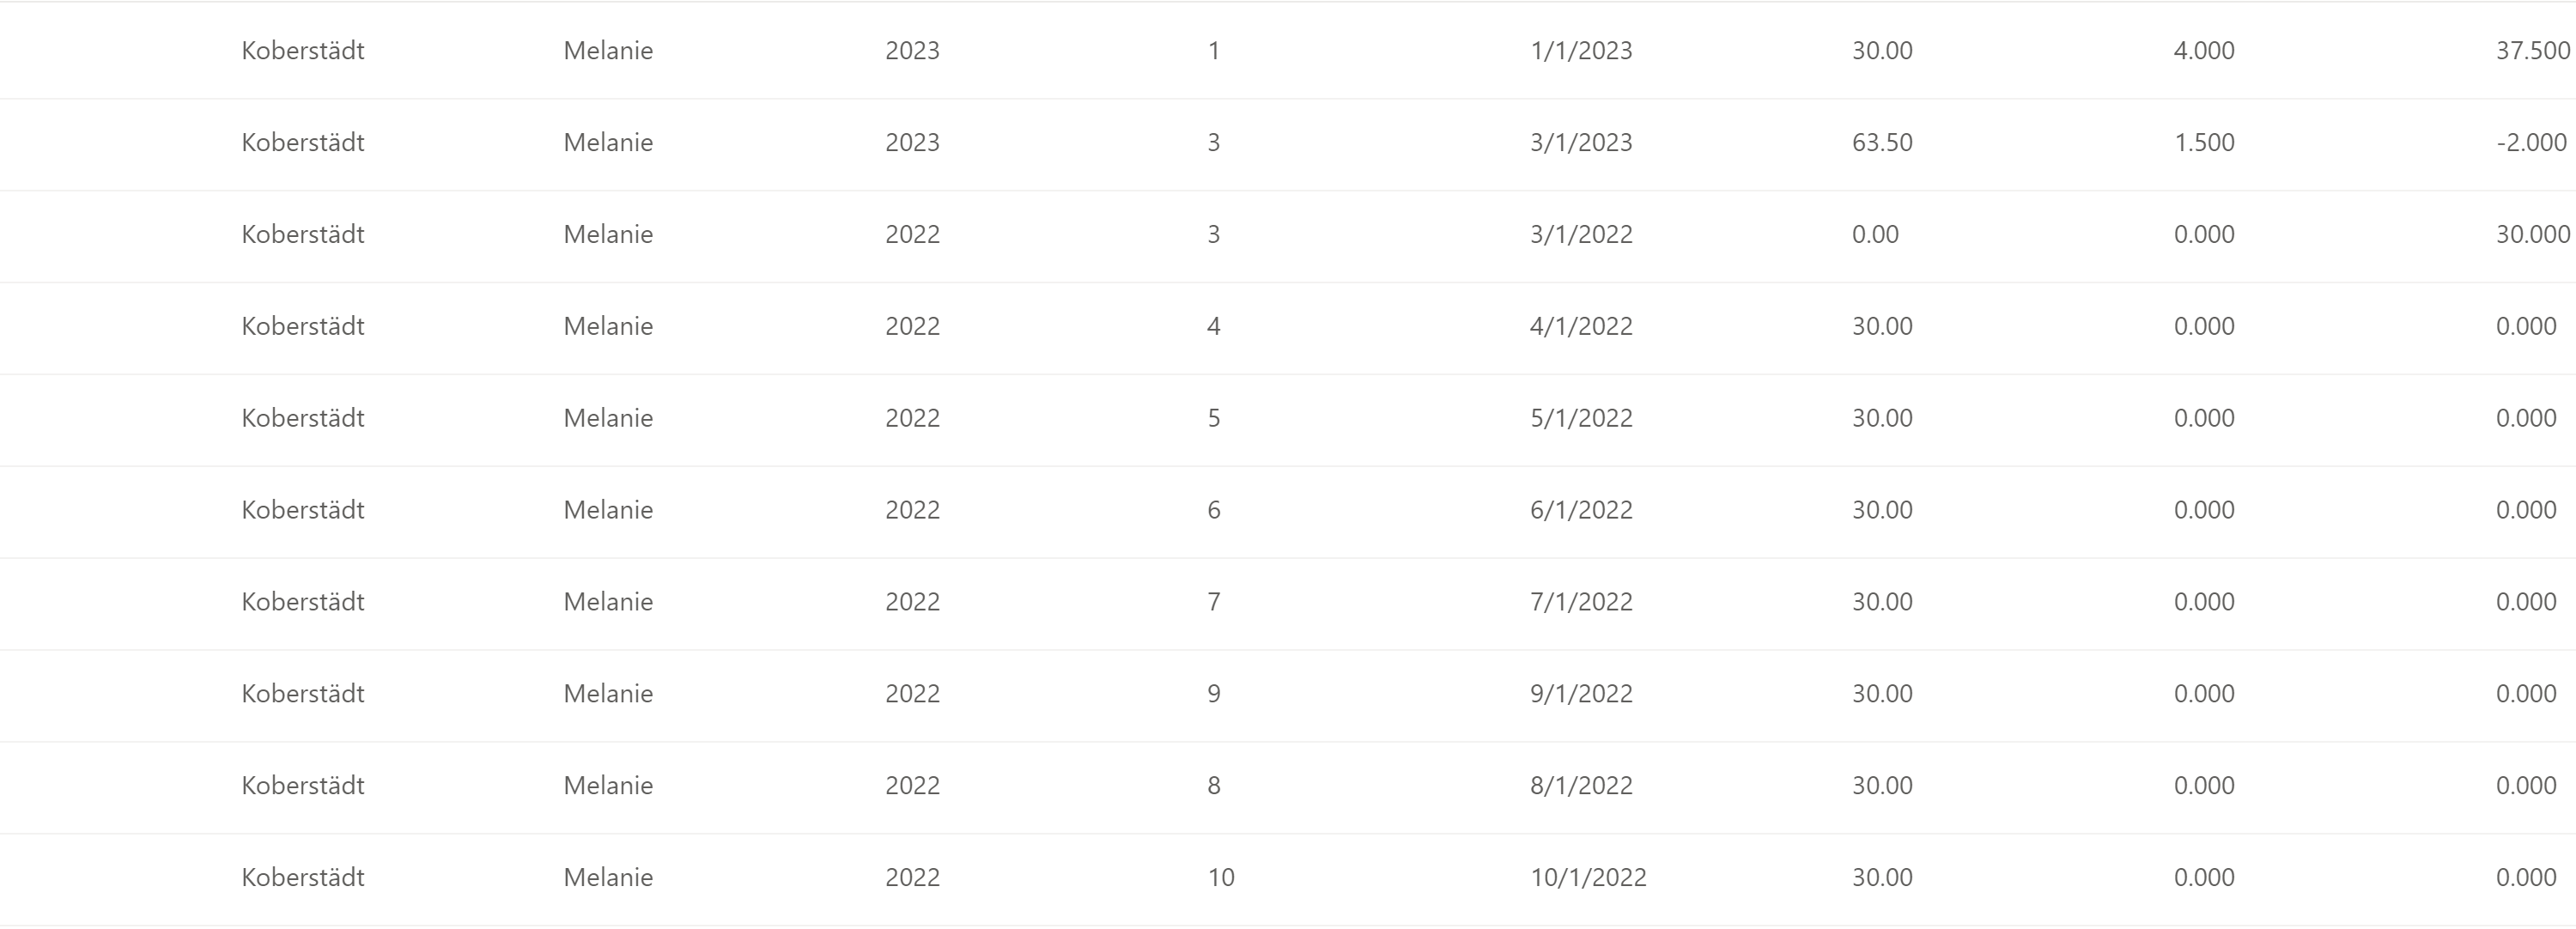 Koberstädt Melanie 2023 1 1/1/2023 30.00 4.000 37.500
Koberstädt Melanie 2023 3 3/1/2023 63.50 1.500 -2.000
Koberstädt Melanie 2022 3 3/1/2022 0.00 0.000 30.000
Koberstädt Melanie 2022 4 4/1/2022 30.00 0.000 0.000
Koberstädt Melanie 2022 5 5/1/2022 30.00 0.000 0.000
Koberstädt Melanie 2022 6 6/1/2022 30.00 0.000 0.000
Koberstädt Melanie 2022 7 7/1/2022 30.00 0.000 0.000
Koberstädt Melanie 2022 9 9/1/2022 30.00 0.000 0.000
Koberstädt Melanie 2022 8 8/1/2022 30.00 0.000 0.000
Koberstädt Melanie 2022 10 10/1/2022 30.00 0.000 0.000